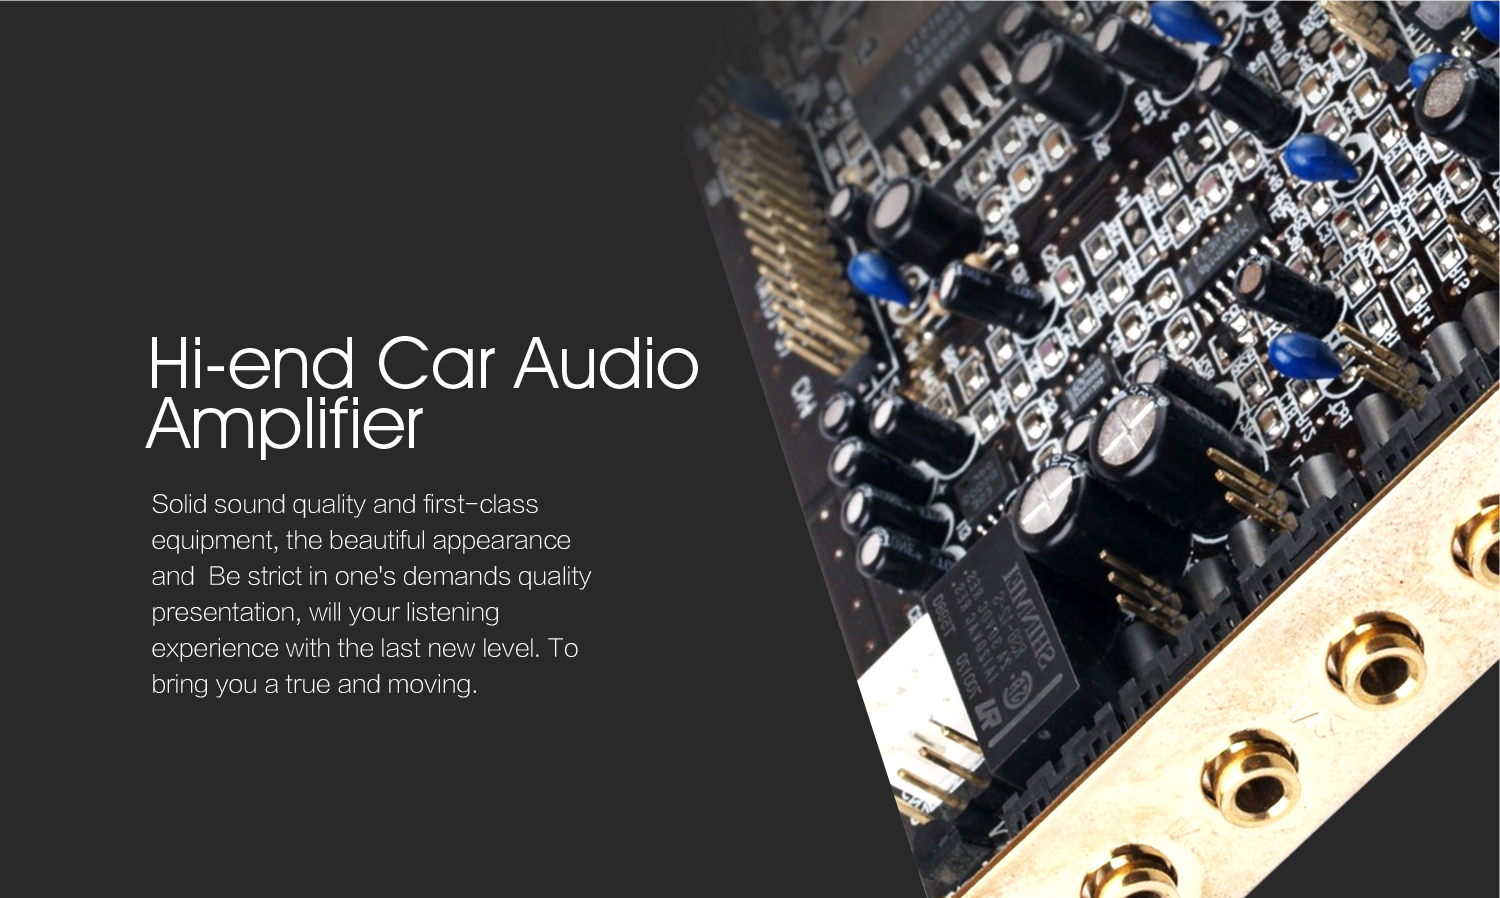 Hi-end Car Audio
Amplifier
Solid sound quality and first-class
equipment, the beautiful appearance
and  Be strict in one's demands quality
presentation, will your listening
experience with the last new level. To
bring you a true and moving.